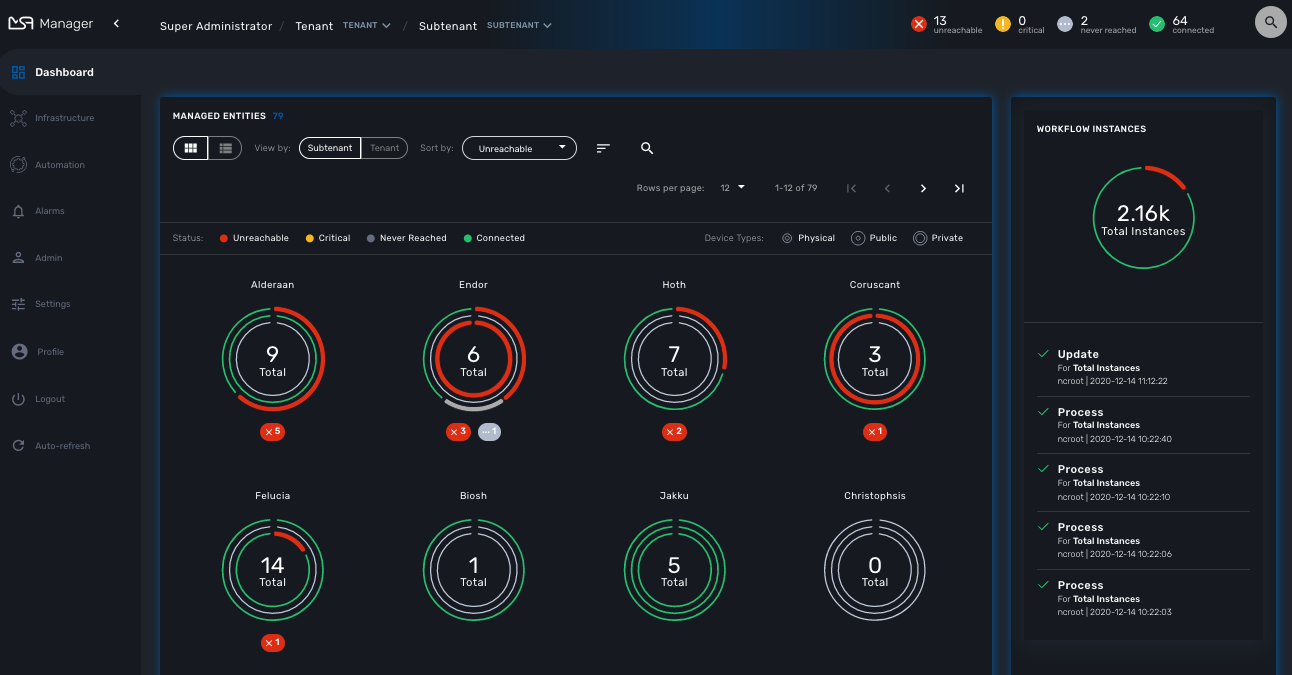 MSA Manager
Super Administrator / Tenant TENANT / Subtenant SUBTENANT
13 unreachable
0 critical
2 never reached
64 connected
Dashboard
Infrastructure
Automation
Alarms
Admin
Settings
Profile
Logout
Auto-refresh
MANAGED ENTITIES 79
View by: Subtenant Tenant Sort by: Unreachable
Rows per page: 12 1-12 of 79
Status: Unreachable Critical Never Reached Connected Device Types: Physical Public Private
Alderaan
9
Total
5
Endor
6
Total
3 1
Hoth
7
Total
2
Coruscant
3
Total
1
Felucia
14
Total
1
Biosh
1
Total
Jakku
5
Total
Christophsis
0
Total
WORKFLOW INSTANCES
2.16k
Total Instances
Update
For Total Instances
ncroot | 2020-12-14 11:12:22
Process
For Total Instances
ncroot | 2020-12-14 10:22:40
Process
For Total Instances
ncroot | 2020-12-14 10:22:10
Process
For Total Instances
ncroot | 2020-12-14 10:22:06
Process
For Total Instances
ncroot | 2020-12-14 10:22:03